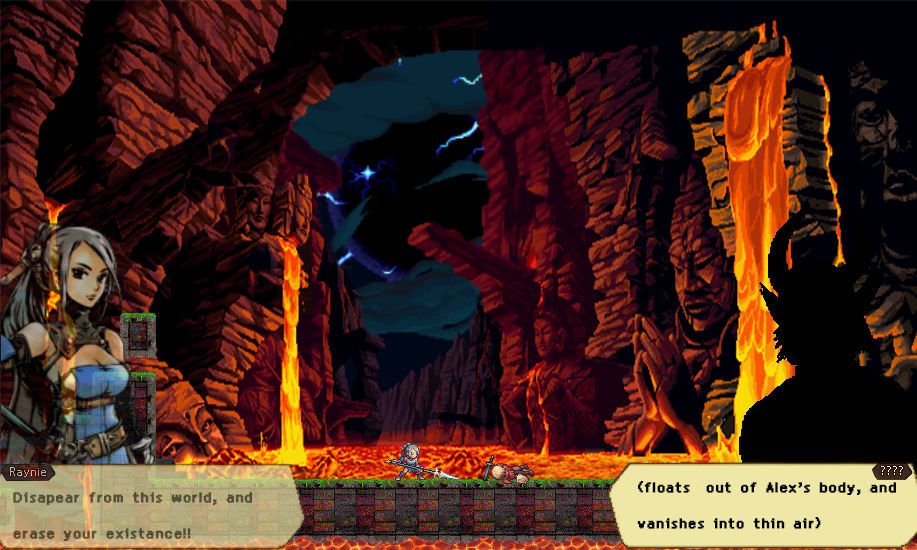 Raynie
Disapear from this world, and
erase your existance!!
????
(floats out of Alex's body, and
vanishes into thin air)